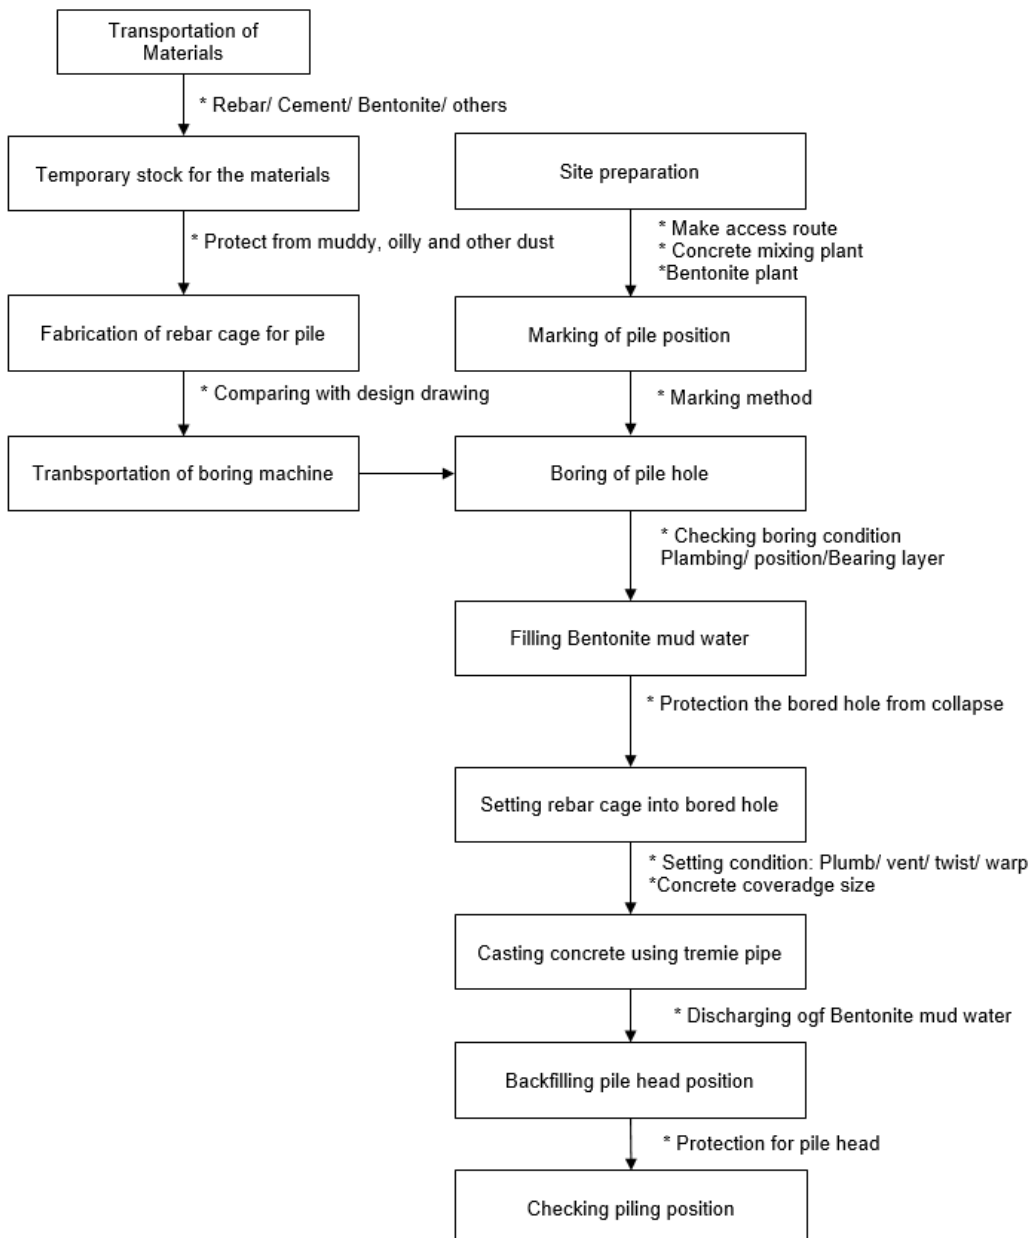 Transportation of
Materials
* Rebar/ Cement/ Bentonite/ others
Temporary stock for the materials
* Protect from muddy, oilly and other dust
Fabrication of rebar cage for pile
* Comparing with design drawing
Tranbsportation of boring machine
Site preparation
* Make access route
* Concrete mixing plant
*Bentonite plant
Marking of pile position
* Marking method
Boring of pile hole
* Checking boring condition
Plambing/ position/Bearing layer
Filling Bentonite mud water
* Protection the bored hole from collapse
Setting rebar cage into bored hole
* Setting condition: Plumb/ vent/ twist/ warp
*Concrete coveradge size
Casting concrete using tremie pipe
* Discharging ogf Bentonite mud water
Backfilling pile head position
* Protection for pile head
Checking piling position